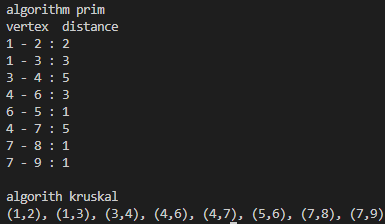 algorithm prim
vertex  distance
1 - 2 : 2
1 - 3 : 3
3 - 4 : 5
4 - 6 : 3
6 - 5 : 1
4 - 7 : 5
7 - 8 : 1
7 - 9 : 1
algorith kruskal
(1,2), (1,3), (3,4), (4,6), (4,7), (5,6), (7,8), (7,9)